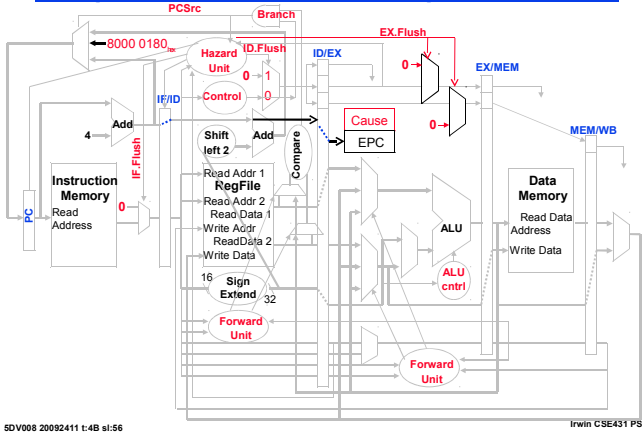 PCSrc
Branch
8000 0180hex
Hazard
Unit
ID.Flush
EX.Flush
ID/EX
EX/MEM
0
1
0
0
Control
IF/ID
Cause
EPC
0
MEM/WB
4
Add
Shift
left 2
Add
Compare
IF.Flush
PC
Instruction
Memory
Read
Address
0
Read Addr 1
RegFile
Read Addr 2
Read Data 1
Write Addr
ReadData 2
Write Data
ALU
Data
Memory
Read Data
Address
Write Data
16
Sign
Extend
32
ALU
cntrl
Forward
Unit
Forward
Unit
5DV008 20092411 t:4B sl:56
Irwin CSE431 PS